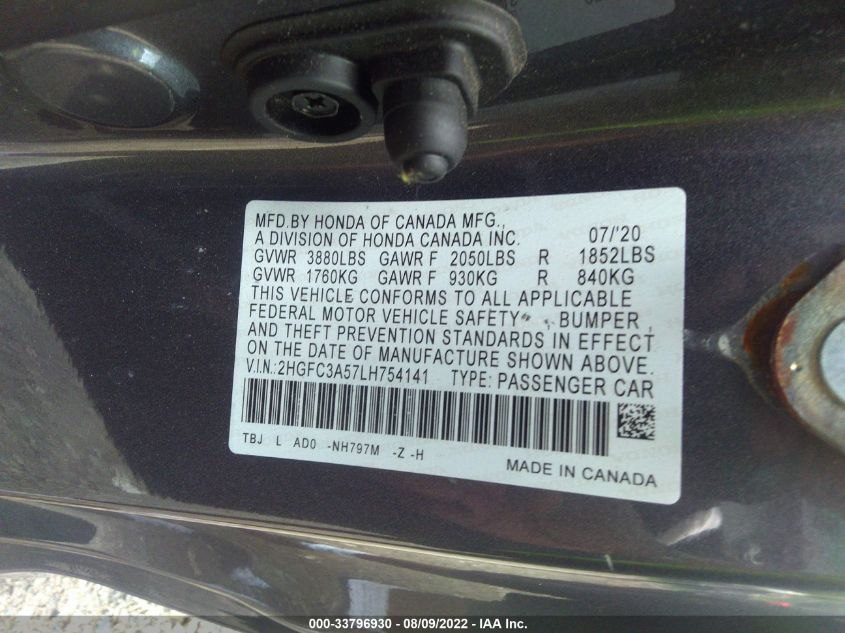 MFD.BY HONDA OF CANADA MFG.,
A DIVISION OF HONDA CANADA INC. 07/'20
GVWR 3880LBS GAWR F 2050LBS R 1852LBS
GVWR 1760KG GAWR F 930KG R 840KG
THIS VEHICLE CONFORMS TO ALL APPLICABLE
FEDERAL MOTOR VEHICLE SAFETY , BUMPER ,
AND THEFT PREVENTION STANDARDS IN EFFECT
ON THE DATE OF MANUFACTURE SHOWN ABOVE.
V.I.N.:2HGFC3A57LH754141 TYPE: PASSENGER CAR
TBJ L AD0 -NH797M -Z -H
MADE IN CANADA
000-33796930 - 08/09/2022 - IAA Inc.